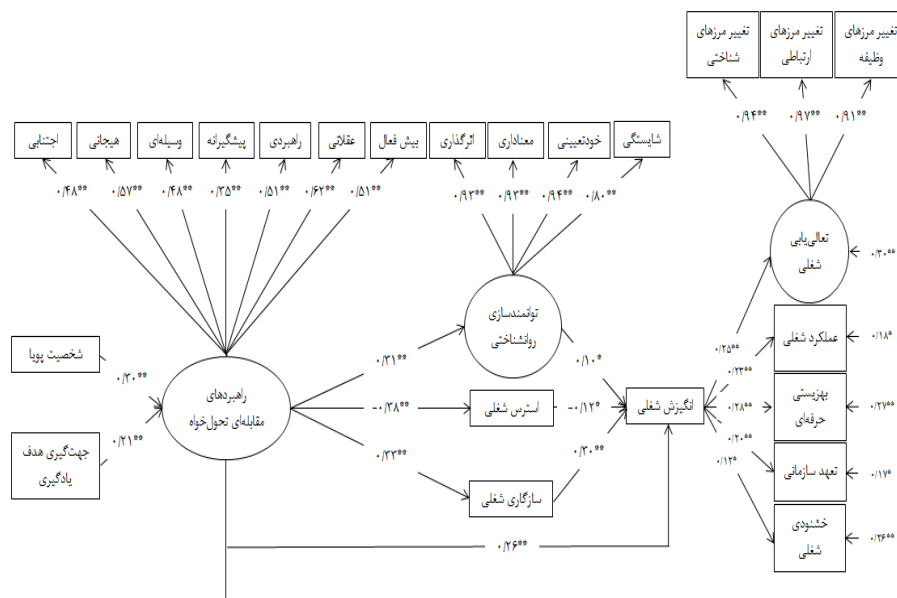 تغییر مرزهای
وظیفه
تغییر مرزهای
ارتباطی
تغییر مرزهای
شناختی
۰/۹۱**
۰/۹۷**
۰/۹۴**
شایستگی
خودتعیینی
معناداری
اثرگذاری
بیش فعال
عقلائی
راهبردی
پیشگیرانه
وسیله‌ای
هیجانی
اجتنابی
۰/۸۰**
۰/۹۴**
۰/۹۳**
۰/۹۳**
۰/۵۱**
۰/۶۲**
۰/۵۱**
۰/۳۵**
۰/۴۸**
۰/۵۷**
۰/۴۸**
تعالی‌یابی
شغلی
۰/۳۰**
توانمندسازی
روانشناختی
عملکرد شغلی
۰/۱۸*
بهزیستی
حرفه‌ای
۰/۲۷**
تعهد سازمانی
۰/۱۷*
خشنودی
شغلی
۰/۲۶**
۰/۲۵**
۰/۲۳**
۰/۲۸**
۰/۲۰**
۰/۱۲*
انگیزش شغلی
۰/۱۰*
-۰/۱۲*
۰/۳۰**
استرس شغلی
سازگاری شغلی
۰/۳۱**
-۰/۳۸**
۰/۳۳**
راهبردهای
مقابله‌ای تحول‌خواه
شخصیت پویا
۰/۳۰**
جهت‌گیری هدف
یادگیری
۰/۲۱**
۰/۲۶**